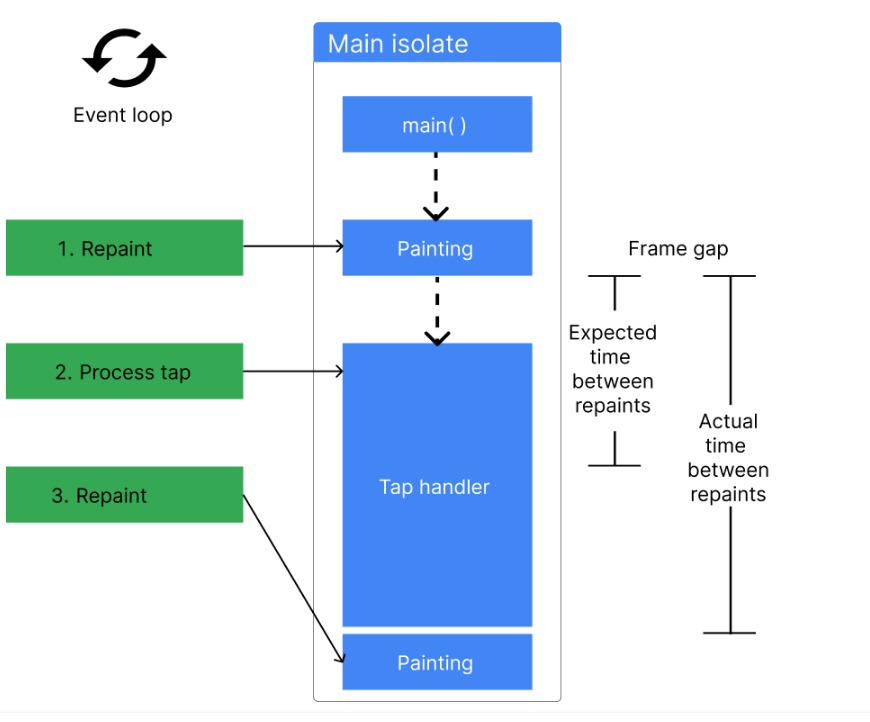 Main isolate
Event loop
main( )
1. Repaint
Painting
Frame gap
2. Process tap
Expected
time
between
repaints
Actual
time
between
repaints
3. Repaint
Tap handler
Painting